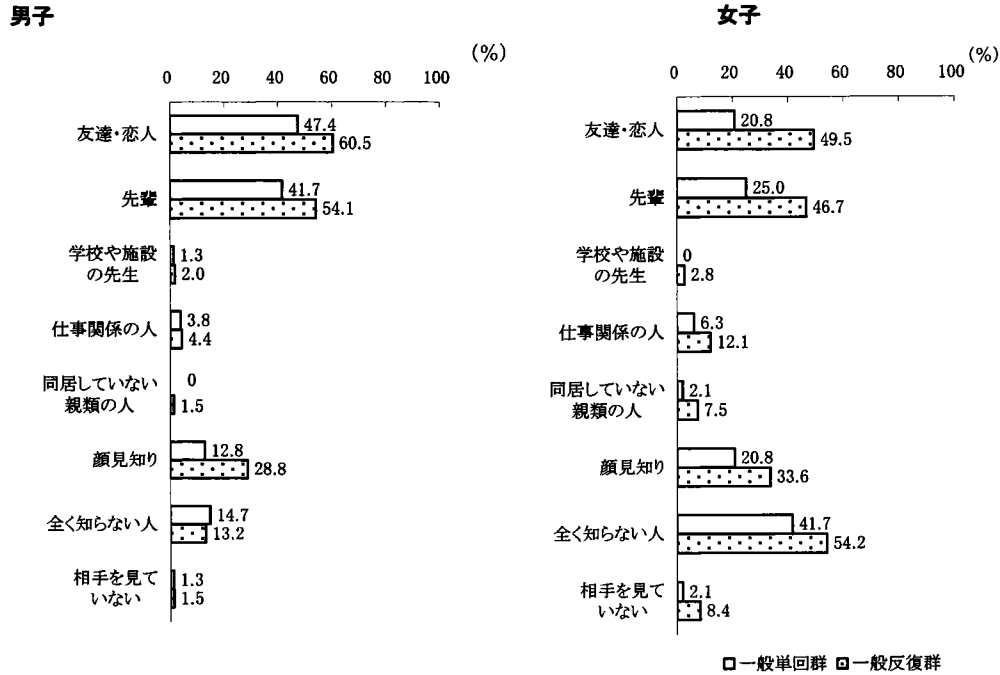 男子
(%)
0 20 40 60 80 100
友達・恋人
47.4
60.5
先輩
41.7
54.1
学校や施設
の先生
1.3
2.0
仕事関係の人
3.8
4.4
同居していない
親類の人
0
1.5
顔見知り
12.8
28.8
全く知らない人
14.7
13.2
相手を見て
いない
1.3
1.5
女子
(%)
0 20 40 60 80 100
友達・恋人
20.8
49.5
先輩
25.0
46.7
学校や施設
の先生
0
2.8
仕事関係の人
6.3
12.1
同居していない
親類の人
2.1
7.5
顔見知り
20.8
33.6
全く知らない人
41.7
54.2
相手を見て
いない
2.1
8.4
一般単回群 一般反復群